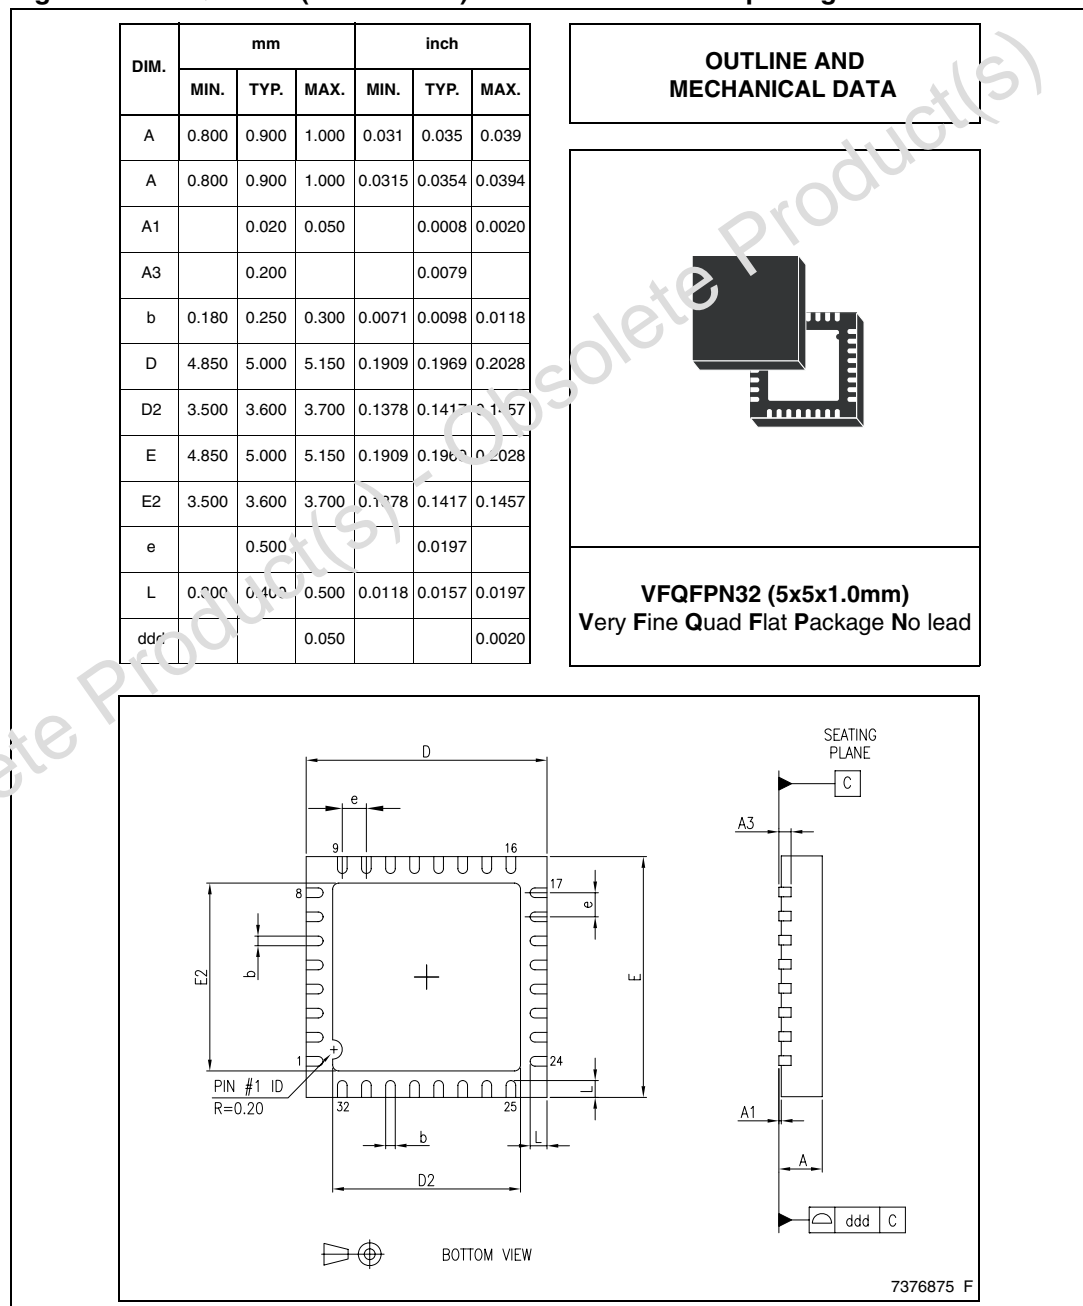 DIM. mm inch
MIN. TYP. MAX. MIN. TYP. MAX.
A 0.800 0.900 1.000 0.031 0.035 0.039
A 0.800 0.900 1.000 0.0315 0.0354 0.0394
A1 0.020 0.050 0.0008 0.0020
A3 0.200 0.0079
b 0.180 0.250 0.300 0.0071 0.0098 0.0118
D 4.850 5.000 5.150 0.1909 0.1969 0.2028
D2 3.500 3.600 3.700 0.1378
E 4.850 5.000 5.150 0.1909
E2 3.500 3.600 3.700 0.1417 0.1457
e 0.500 0.0197
L 0.500 0.0118 0.0157 0.0197
ddd 0.050 0.0020
OUTLINE AND
MECHANICAL DATA
VFQFPN32 (5x5x1.0mm)
Very Fine Quad Flat Package No lead
SEATING
PLANE
C
D
e
A3
9 16
8 17
e
b
E2
E
1 24
PIN #1 ID
R=0.20
32 25
L
A1
b L
A
D2
ddd C
BOTTOM VIEW
7376875 F
Obsolete Product(s)
ete Product(s) - Obsolete Product(s)